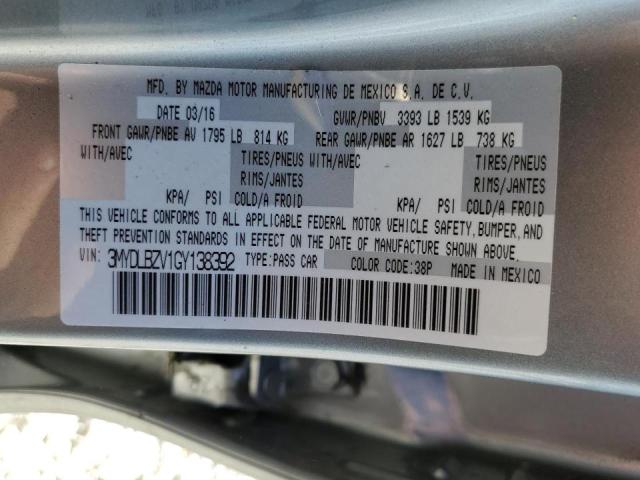 MFD. BY MAZDA MOTOR MANUFACTURING DE MEXICO S.A. DE C.V.
DATE 03/16 GVWR/PNBV 3393 LB 1539 KG
FRONT GAWR/PNBE AV 1795 LB 814 KG REAR GAWR/PNBE AR 1627 LB 738 KG
WITH/AVEC TIRES/PNEUS WITH/AVEC TIRES/PNEUS
RIMS/JANTES RIMS/JANTES
KPA/ PSI COLD/A FROID KPA/ PSI COLD/A FROID
THIS VEHICLE CONFORMS TO ALL APPLICABLE FEDERAL MOTOR VEHICLE SAFETY, BUMPER, AND
THEFT PREVENTION STANDARDS IN EFFECT ON THE DATE OF MANUFACTURE SHOWN ABOVE.
VIN: 3MYDLBZV1GY138392 TYPE:PASS CAR COLOR CODE:38P MADE IN MEXICO